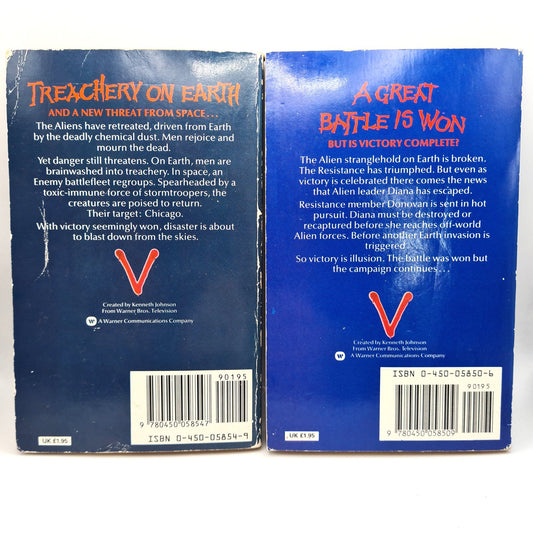 TREACHERY ON EARTH
AND A NEW THREAT FROM SPACE...
The Aliens have retreated, driven from Earth
by the deadly chemical dust. Men rejoice and
mourn the dead.
Yet danger still threatens. On Earth, men are
brainwashed into treachery. In space, an
Enemy battlefleet regroups. Spearheaded by a
toxic-immune force of stormtroopers, the
creatures are poised to return.
Their target: Chicago.
With victory seemingly won, disaster is about
to blast down from the skies.
V
Created by Kenneth Johnson
From Warner Bros. Television
W A Warner Communications Company
90195
9 780450 058547
UK £1.95
ISBN 0-450-05854-9
A GREAT
BATTLE IS WON
BUT IS VICTORY COMPLETE?
The Alien stranglehold on Earth is broken.
The Resistance has triumphed. But even as
victory is celebrated there comes the news
that Alien leader Diana has escaped.
Resistance member Donovan is sent in hot
pursuit. Diana must be destroyed or
recaptured before she reaches off-world
Alien forces. Before another Earth invasion is
triggered...
So victory is illusion. The battle was won but
the campaign continues...
V
Created by Kenneth Johnson
From Warner Bros. Television
W A Warner Communications Company
ISBN 0-450-05850-6
90195
9 780450 058509
UK £1.95